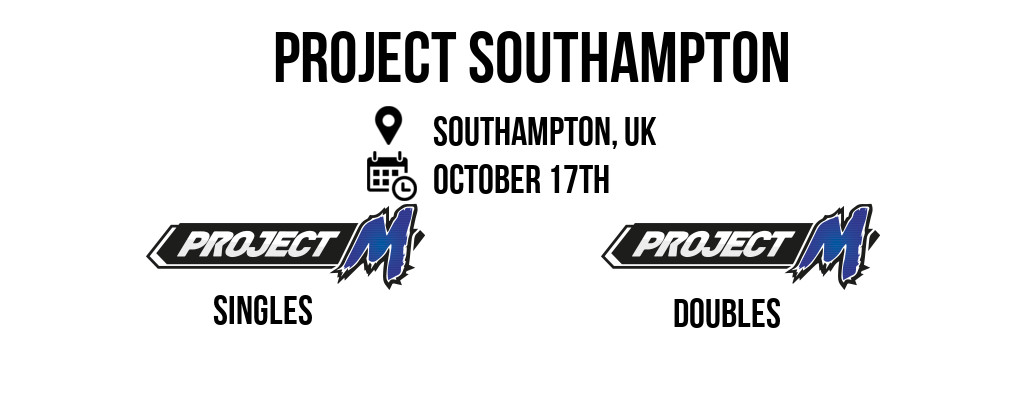 PROJECT SOUTHAMPTON
SOUTHAMPTON, UK
OCTOBER 17TH
PROJECT M
PROJECT M
SINGLES
DOUBLES